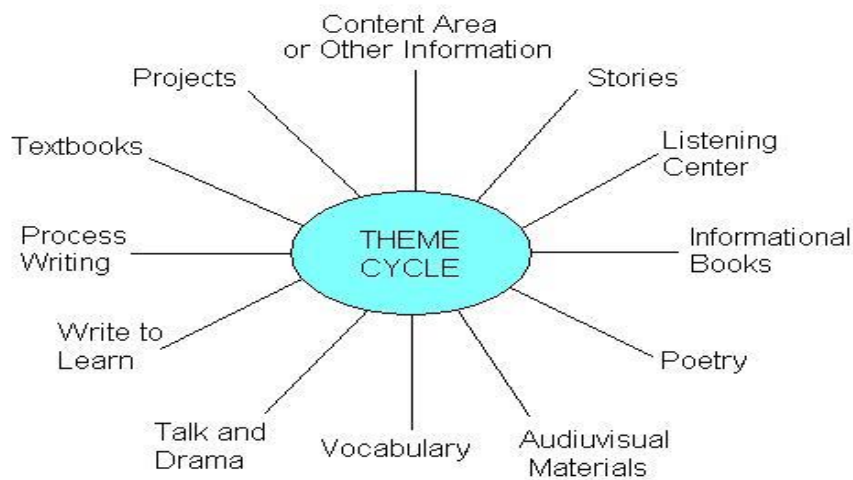 Content Area
or Other Information
Projects
Stories
Textbooks
Listening
Center
Process
Writing
THEME
CYCLE
Informational
Books
Write to
Learn
Poetry
Talk and
Drama
Vocabulary
Audiuvisual
Materials